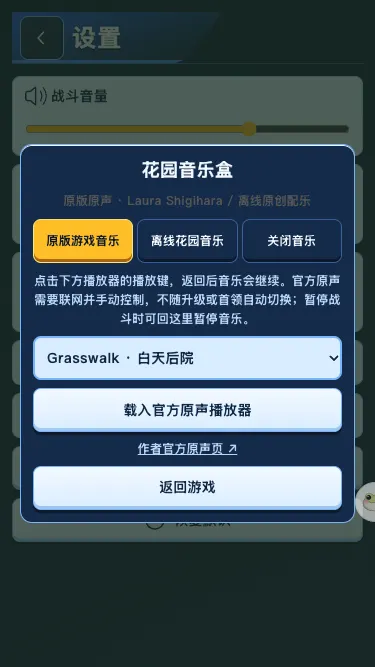 设置
战斗音量
花园音乐盒
原版原声 · Laura Shigihara / 离线原创配乐
原版游戏音乐
离线花园音乐
关闭音乐
点击下方播放器的播放键，返回后音乐会继续。官方原声
需要联网并手动控制，不随升级或首领自动切换；暂停战
斗时可回这里暂停音乐。
Grasswalk · 白天后院
载入官方原声播放器
作者官方原声页 ↗
返回游戏